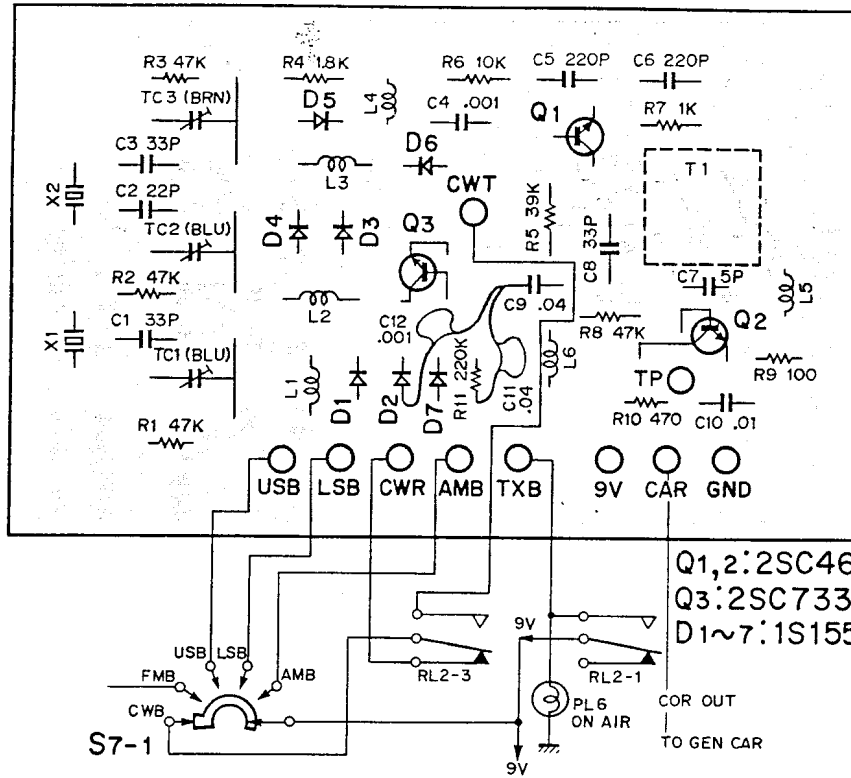 R3 47K
R4 1.8K
R6 10K
C5 220P
C6 220P
TC3 (BRN)
D5
L4
C4 .001
Q1
R7 1K
C3 33P
L3
D6
T1
X2
C2 22P
CWT
R5 39K
TC2 (BLU)
D4
D3
Q3
C8 33P
R2 47K
C7 5P
L5
L2
C9 .04
Q2
X1
C1 33P
C12 .001
R8 47K
TC1 (BLU)
L1
D1
D2
D7
R11 220K
C11 .04
L6
TP
R9 100
R1 47K
R10 470
C10 .01
USB LSB CWR AMB TXB 9V CAR GND
Q1,2:2SC46
Q3:2SC733
D1~7:1S155
USB LSB
FMB
AMB
CWB
S7-1
9V
RL2-3
RL2-1
PL6
ON AIR
COR OUT
TO GEN CAR
9V